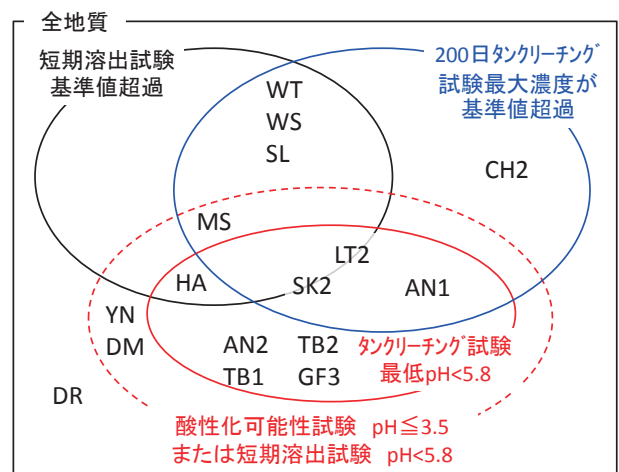 全地質
短期溶出試験
基準値超過
200日タンクリーチング
試験最大濃度が
基準値超過
WT
WS
SL
CH2
MS
LT2
HA
SK2
AN1
YN
DM
AN2 TB2
TB1 GF3
タンクリーチング試験
最低pH<5.8
DR
酸性化可能性試験 pH≦3.5
または短期溶出試験 pH<5.8